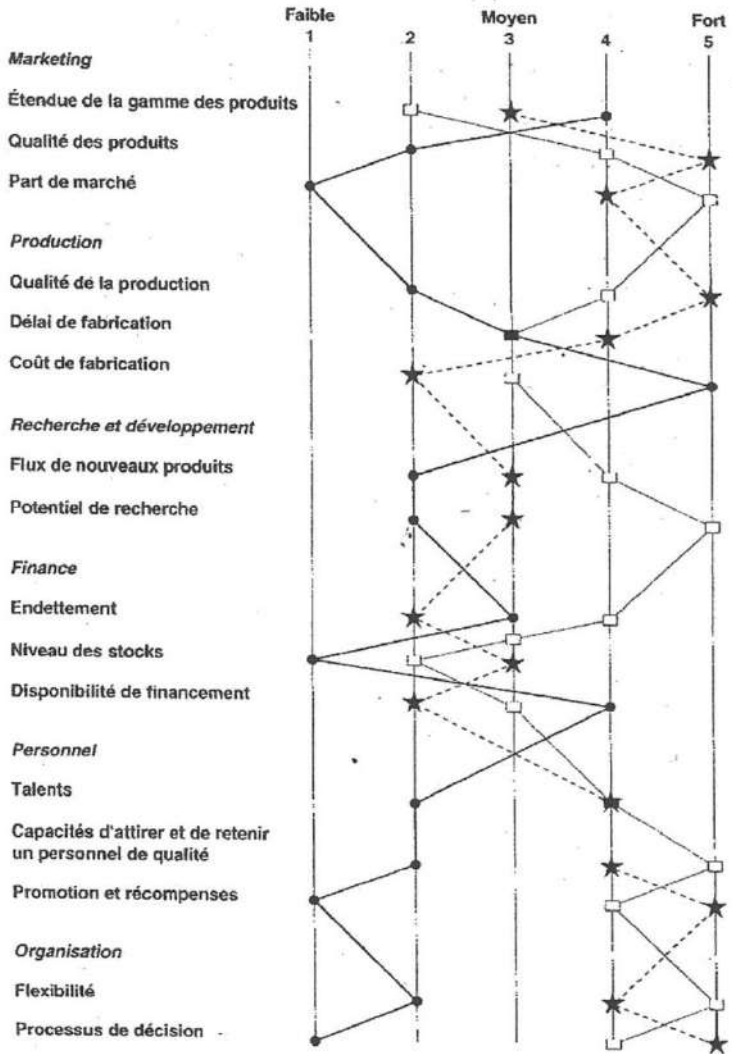 Faible Moyen Fort
1 2 3 4 5
Marketing
Étendue de la gamme des produits
Qualité des produits
Part de marché
Production
Qualité de la production
Délai de fabrication
Coût de fabrication
Recherche et développement
Flux de nouveaux produits
Potentiel de recherche
Finance
Endettement
Niveau des stocks
Disponibilité de financement
Personnel
Talents
Capacités d'attirer et de retenir
un personnel de qualité
Promotion et récompenses
Organisation
Flexibilité
Processus de décision